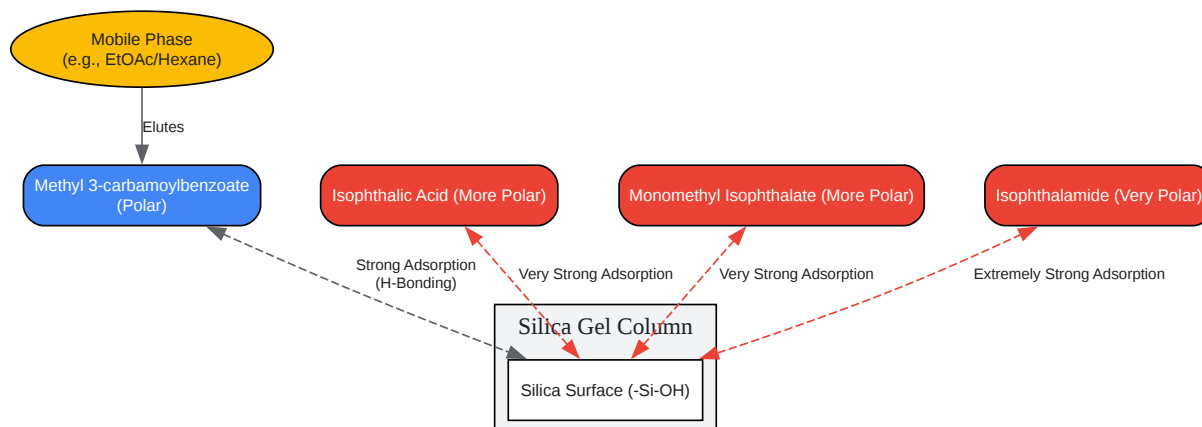 Mobile Phase
(e.g., EtOAc/Hexane)
Elutes
Methyl 3-carbamoylbenzoate
(Polar)
Isophthalic Acid (More Polar)
Monomethyl Isophthalate (More Polar)
Isophthalamide (Very Polar)
Strong Adsorption
(H-Bonding)
Very Strong Adsorption
Very Strong Adsorption
Extremely Strong Adsorption
Silica Gel Column
Silica Surface (-Si-OH)